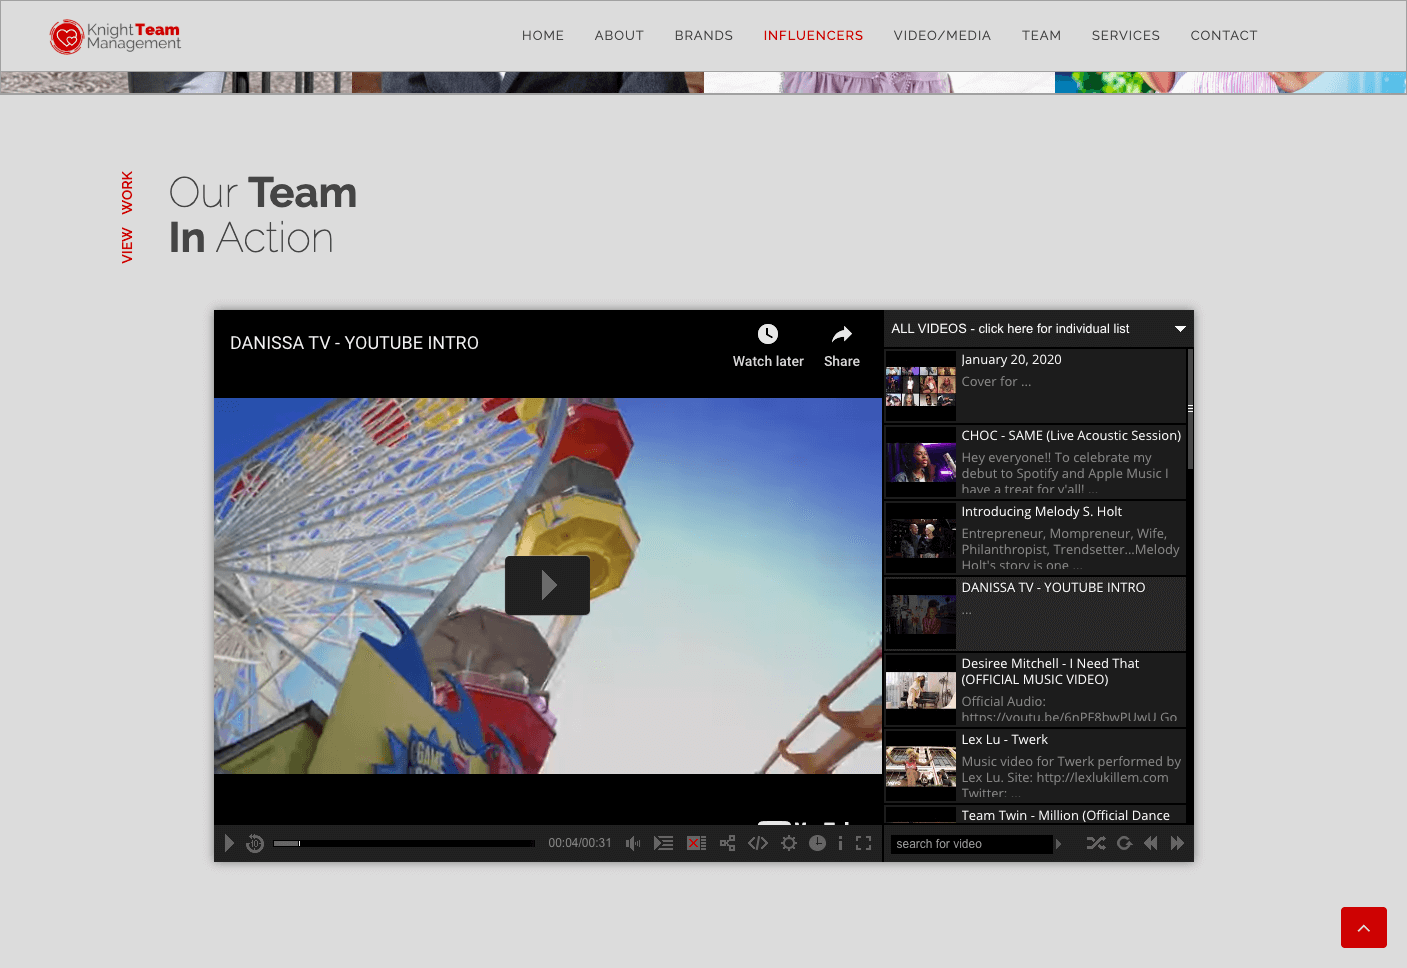 Knight Team
Management
HOME
ABOUT
BRANDS
INFLUENCERS
VIDEO/MEDIA
TEAM
SERVICES
CONTACT
VIEW WORK
Our Team
In Action
DANISSA TV - YOUTUBE INTRO
Watch later
Share
GAME
ALL VIDEOS - click here for individual list
January 20, 2020
Cover for ...
CHOC - SAME (Live Acoustic Session)
Hey everyone!! To celebrate my
debut to Spotify and Apple Music I
have a treat for y'all! ...
Introducing Melody S. Holt
Entrepreneur, Mompreneur, Wife,
Philanthropist, Trendsetter...Melody
Holt's story is one ...
DANISSA TV - YOUTUBE INTRO
...
Desiree Mitchell - I Need That
(OFFICIAL MUSIC VIDEO)
Official Audio:
https://youtu.be/6nPF8bwPUwU Go
Lex Lu - Twerk
Music video for Twerk performed by
Lex Lu. Site: http://lexlukillem.com
Twitter: ...
Team Twin - Million (Official Dance
10
00:04/00:31
search for video